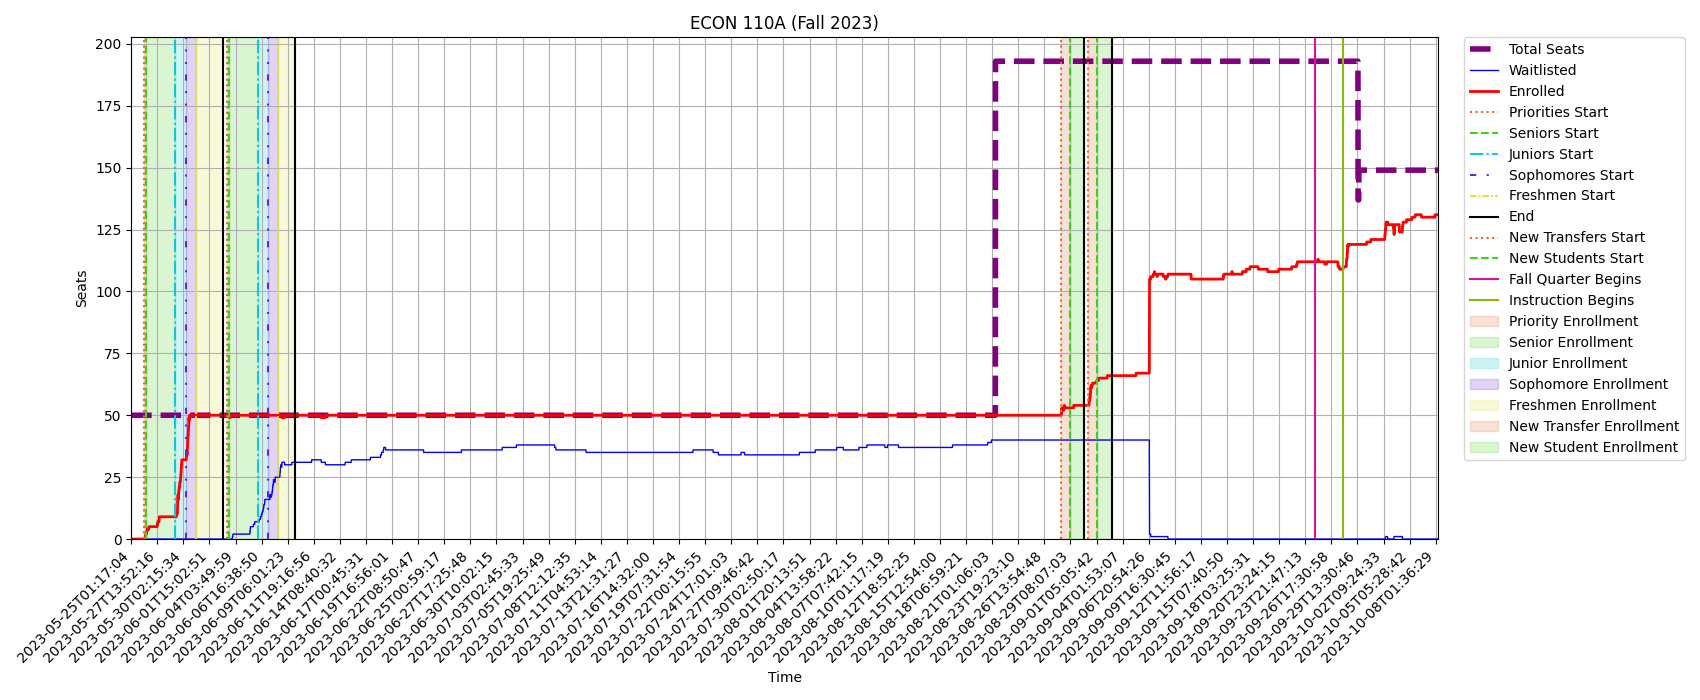 ECON 110A (Fall 2023)
200
175
150
125
100
75
50
25
0
Seats
2023-05-25T01:17:04
2023-05-27T13:52:16
2023-05-30T02:15:34
2023-06-01T15:02:51
2023-06-04T03:49:59
2023-06-06T16:38:50
2023-06-09T06:01:23
2023-06-11T19:16:56
2023-06-14T08:40:32
2023-06-17T00:45:31
2023-06-19T16:56:01
2023-06-22T08:50:47
2023-06-25T00:59:17
2023-06-27T17:25:48
2023-06-30T10:02:15
2023-07-03T02:45:33
2023-07-05T19:25:49
2023-07-08T12:12:35
2023-07-11T04:53:14
2023-07-13T21:31:27
2023-07-16T14:32:00
2023-07-19T07:31:54
2023-07-22T00:15:55
2023-07-24T17:01:03
2023-07-27T09:46:42
2023-07-30T02:50:17
2023-08-01T20:13:51
2023-08-04T13:58:22
2023-08-07T07:42:15
2023-08-10T01:17:19
2023-08-12T18:52:25
2023-08-15T12:54:00
2023-08-18T06:59:21
2023-08-21T01:06:03
2023-08-23T19:23:10
2023-08-26T13:54:48
2023-08-29T08:07:03
2023-09-01T05:05:42
2023-09-04T01:53:07
2023-09-06T20:54:26
2023-09-09T16:30:45
2023-09-12T11:56:17
2023-09-15T07:40:50
2023-09-18T03:25:31
2023-09-20T23:24:15
2023-09-23T21:47:13
2023-09-26T17:30:58
2023-09-29T13:30:46
2023-10-02T09:24:33
2023-10-05T05:28:42
2023-10-08T01:36:29
Time
Total Seats
Waitlisted
Enrolled
Priorities Start
Seniors Start
Juniors Start
Sophomores Start
Freshmen Start
End
New Transfers Start
New Students Start
Fall Quarter Begins
Instruction Begins
Priority Enrollment
Senior Enrollment
Junior Enrollment
Sophomore Enrollment
Freshmen Enrollment
New Transfer Enrollment
New Student Enrollment